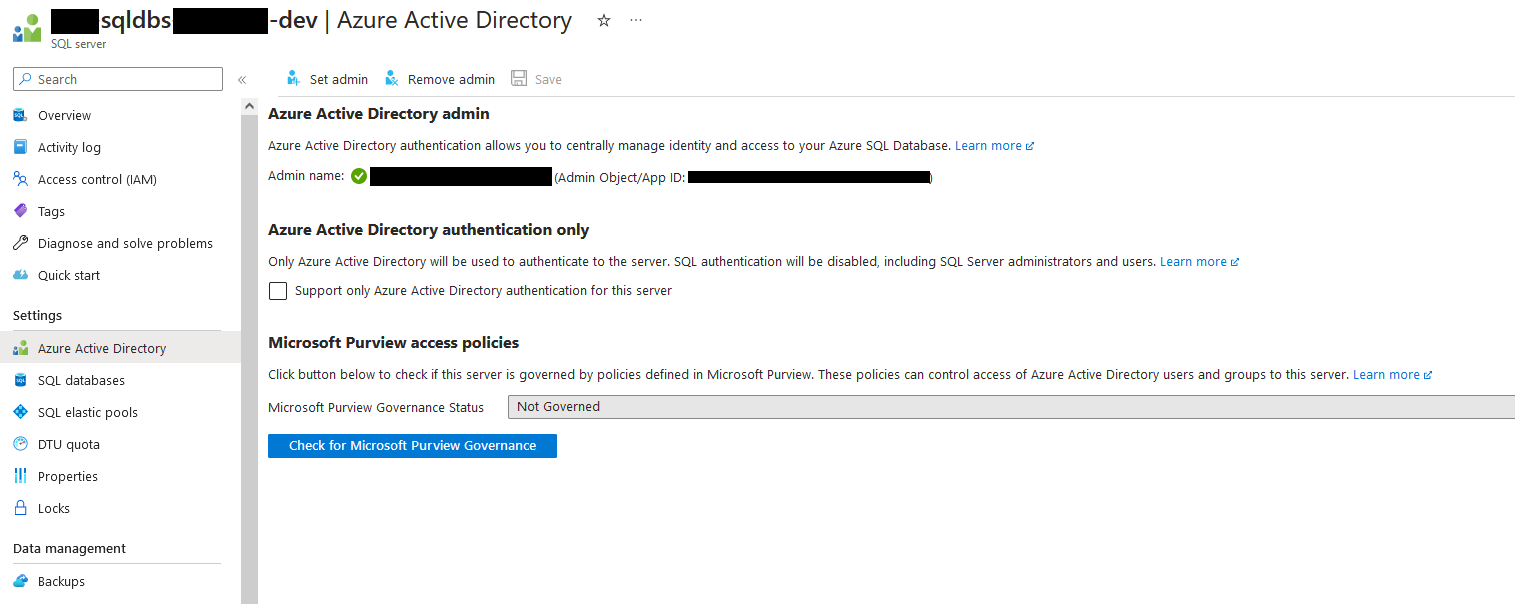 sqldbs -dev | Azure Active Directory
SQL server
Search
Set admin
Remove admin
Save
Overview
Activity log
Access control (IAM)
Tags
Diagnose and solve problems
Quick start
Settings
Azure Active Directory
SQL databases
SQL elastic pools
DTU quota
Properties
Locks
Data management
Backups
Azure Active Directory admin
Azure Active Directory authentication allows you to centrally manage identity and access to your Azure SQL Database. Learn more
Admin name: (Admin Object/App ID: )
Azure Active Directory authentication only
Only Azure Active Directory will be used to authenticate to the server. SQL authentication will be disabled, including SQL Server administrators and users. Learn more
Support only Azure Active Directory authentication for this server
Microsoft Purview access policies
Click button below to check if this server is governed by policies defined in Microsoft Purview. These policies can control access of Azure Active Directory users and groups to this server. Learn more
Microsoft Purview Governance Status
Not Governed
Check for Microsoft Purview Governance